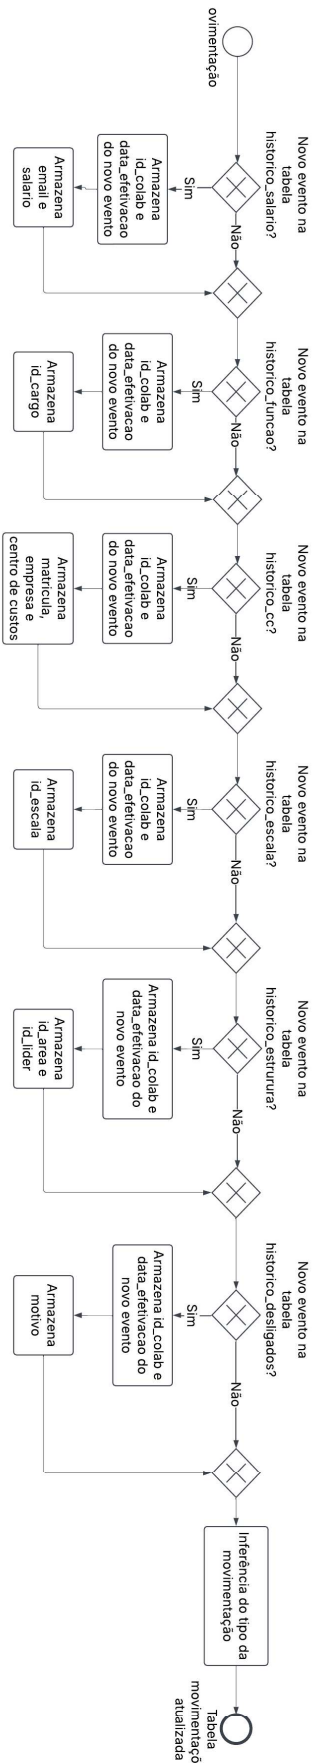 ovimentação
Novo evento na
tabela
historico_salario?
Sim
Não
Armazena
id_colab e
data_efetivacao
do novo evento
Armazena
email e
salario
Novo evento na
tabela
historico_funcao?
Sim
Não
Armazena
id_colab e
data_efetivacao
do novo evento
Armazena
id_cargo
Novo evento na
tabela
historico_cc?
Sim
Não
Armazena
id_colab e
data_efetivacao
do novo evento
Armazena
matricula,
empresa e
centro de custos
Novo evento na
tabela
historico_escala?
Sim
Não
Armazena
id_colab e
data_efetivacao
do novo evento
Armazena
id_escala
Novo evento na
tabela
historico_estrurura?
Sim
Não
Armazena id_colab e
data_efetivacao do
novo evento
Armazena
id_area e
id_lider
Novo evento na
tabela
historico_desligados?
Sim
Não
Armazena id_colab e
data_efetivacao do
novo evento
Armazena
motivo
Inferência do tipo da
movimentação
Tabela
movimentaçõ
atualizada